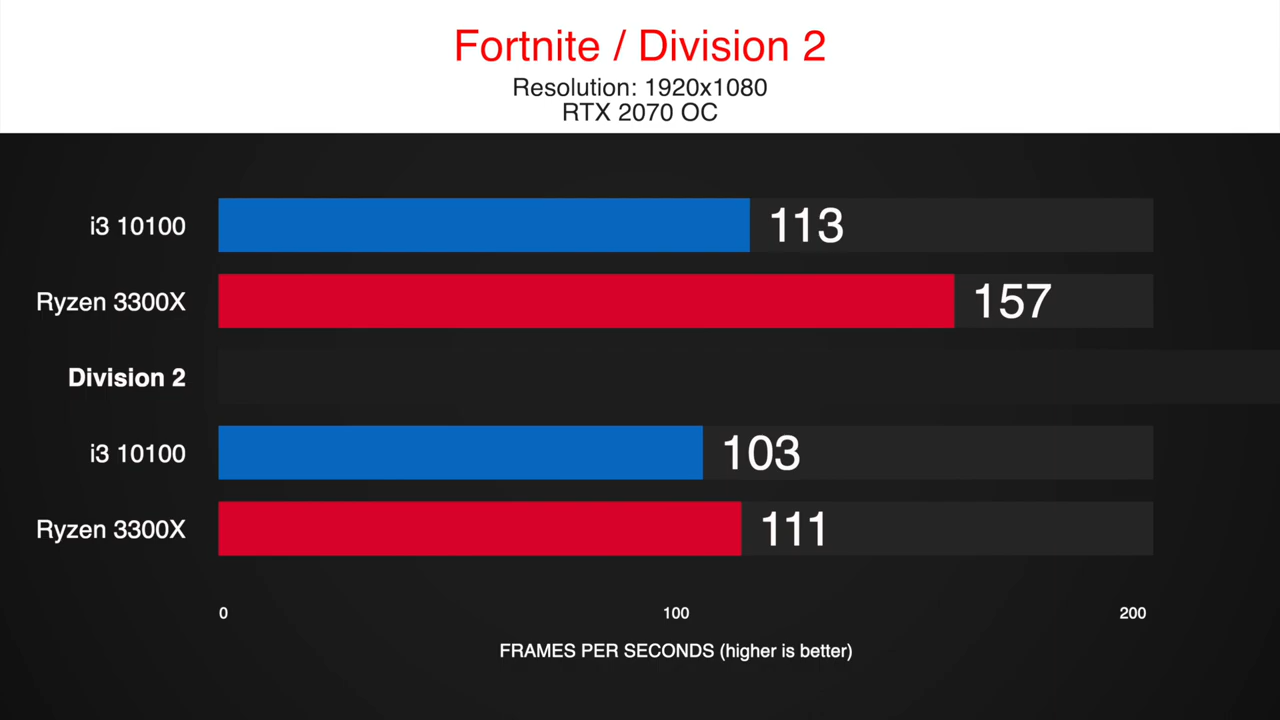 Fortnite / Division 2
Resolution: 1920x1080
RTX 2070 OC
i3 10100 113
Ryzen 3300X 157
Division 2
i3 10100 103
Ryzen 3300X 111
0 100 200
FRAMES PER SECONDS (higher is better)